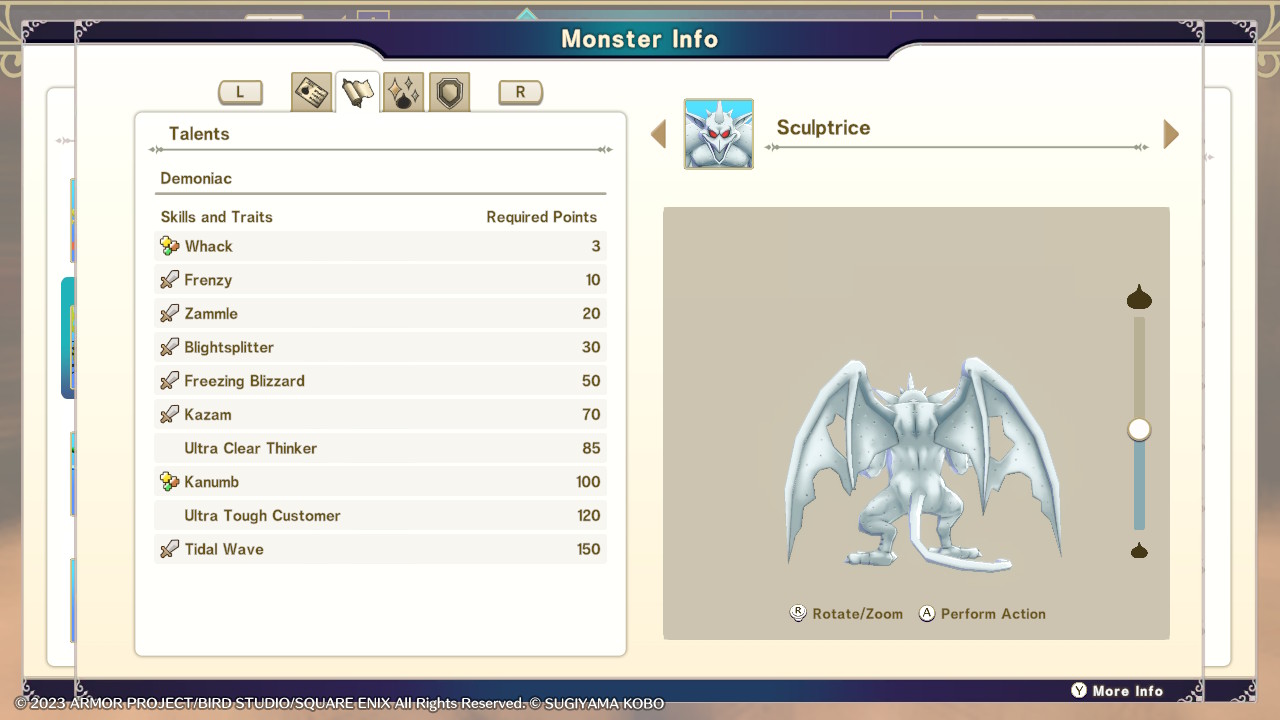 Monster Info
L
R
Talents
Demoniac
Skills and Traits Required Points
Whack 3
Frenzy 10
Zammle 20
Blightsplitter 30
Freezing Blizzard 50
Kazam 70
Ultra Clear Thinker 85
Kanumb 100
Ultra Tough Customer 120
Tidal Wave 150
Sculptrice
R Rotate/Zoom A Perform Action
Y More Info
© 2023 ARMOR PROJECT/BIRD STUDIO/SQUARE ENIX All Rights Reserved. © SUGIYAMA KOBO